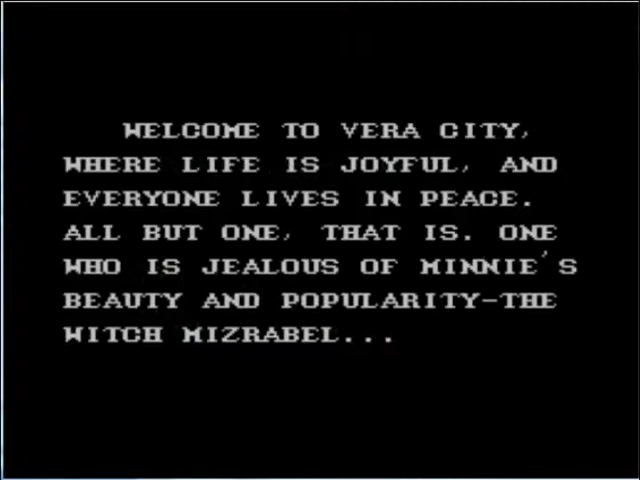 WELCOME TO VERA CITY,
WHERE LIFE IS JOYFUL, AND
EVERYONE LIVES IN PEACE.
ALL BUT ONE, THAT IS. ONE
WHO IS JEALOUS OF MINNIE'S
BEAUTY AND POPULARITY-THE
WITCH MIZRABEL...